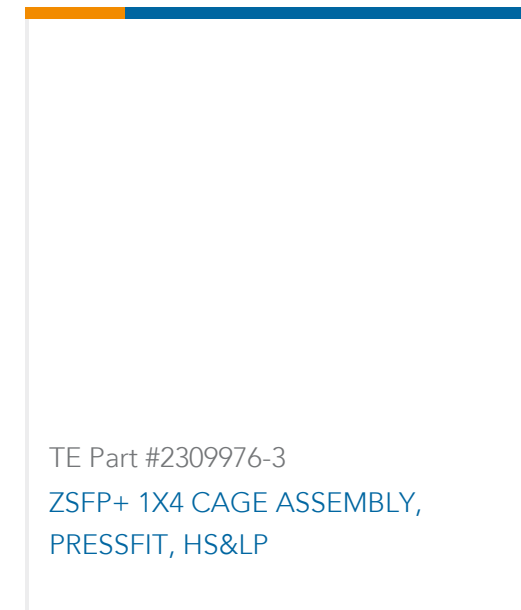 TE Part #2309976-3
ZSFP+ 1X4 CAGE ASSEMBLY,
PRESSFIT, HS&LP